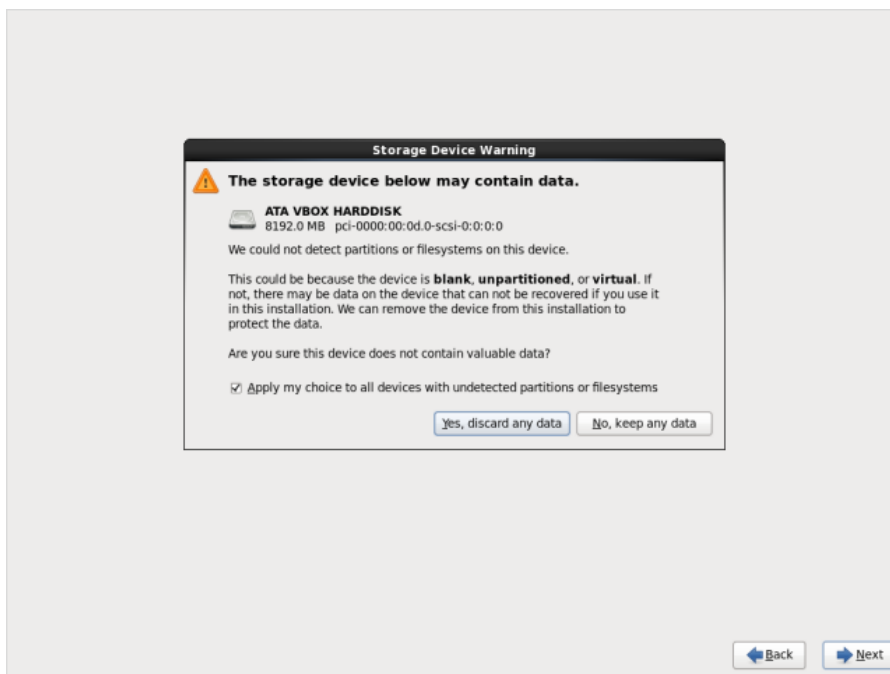 Storage Device Warning
The storage device below may contain data.
ATA VBOX HARDDISK
8192.0 MB pci-0000:00:0d.0-scsi-0:0:0:0
We could not detect partitions or filesystems on this device.
This could be because the device is blank, unpartitioned, or virtual. If
not, there may be data on the device that can not be recovered if you use it
in this installation. We can remove the device from this installation to
protect the data.
Are you sure this device does not contain valuable data?
Apply my choice to all devices with undetected partitions or filesystems
Yes, discard any data
No, keep any data
Back
Next